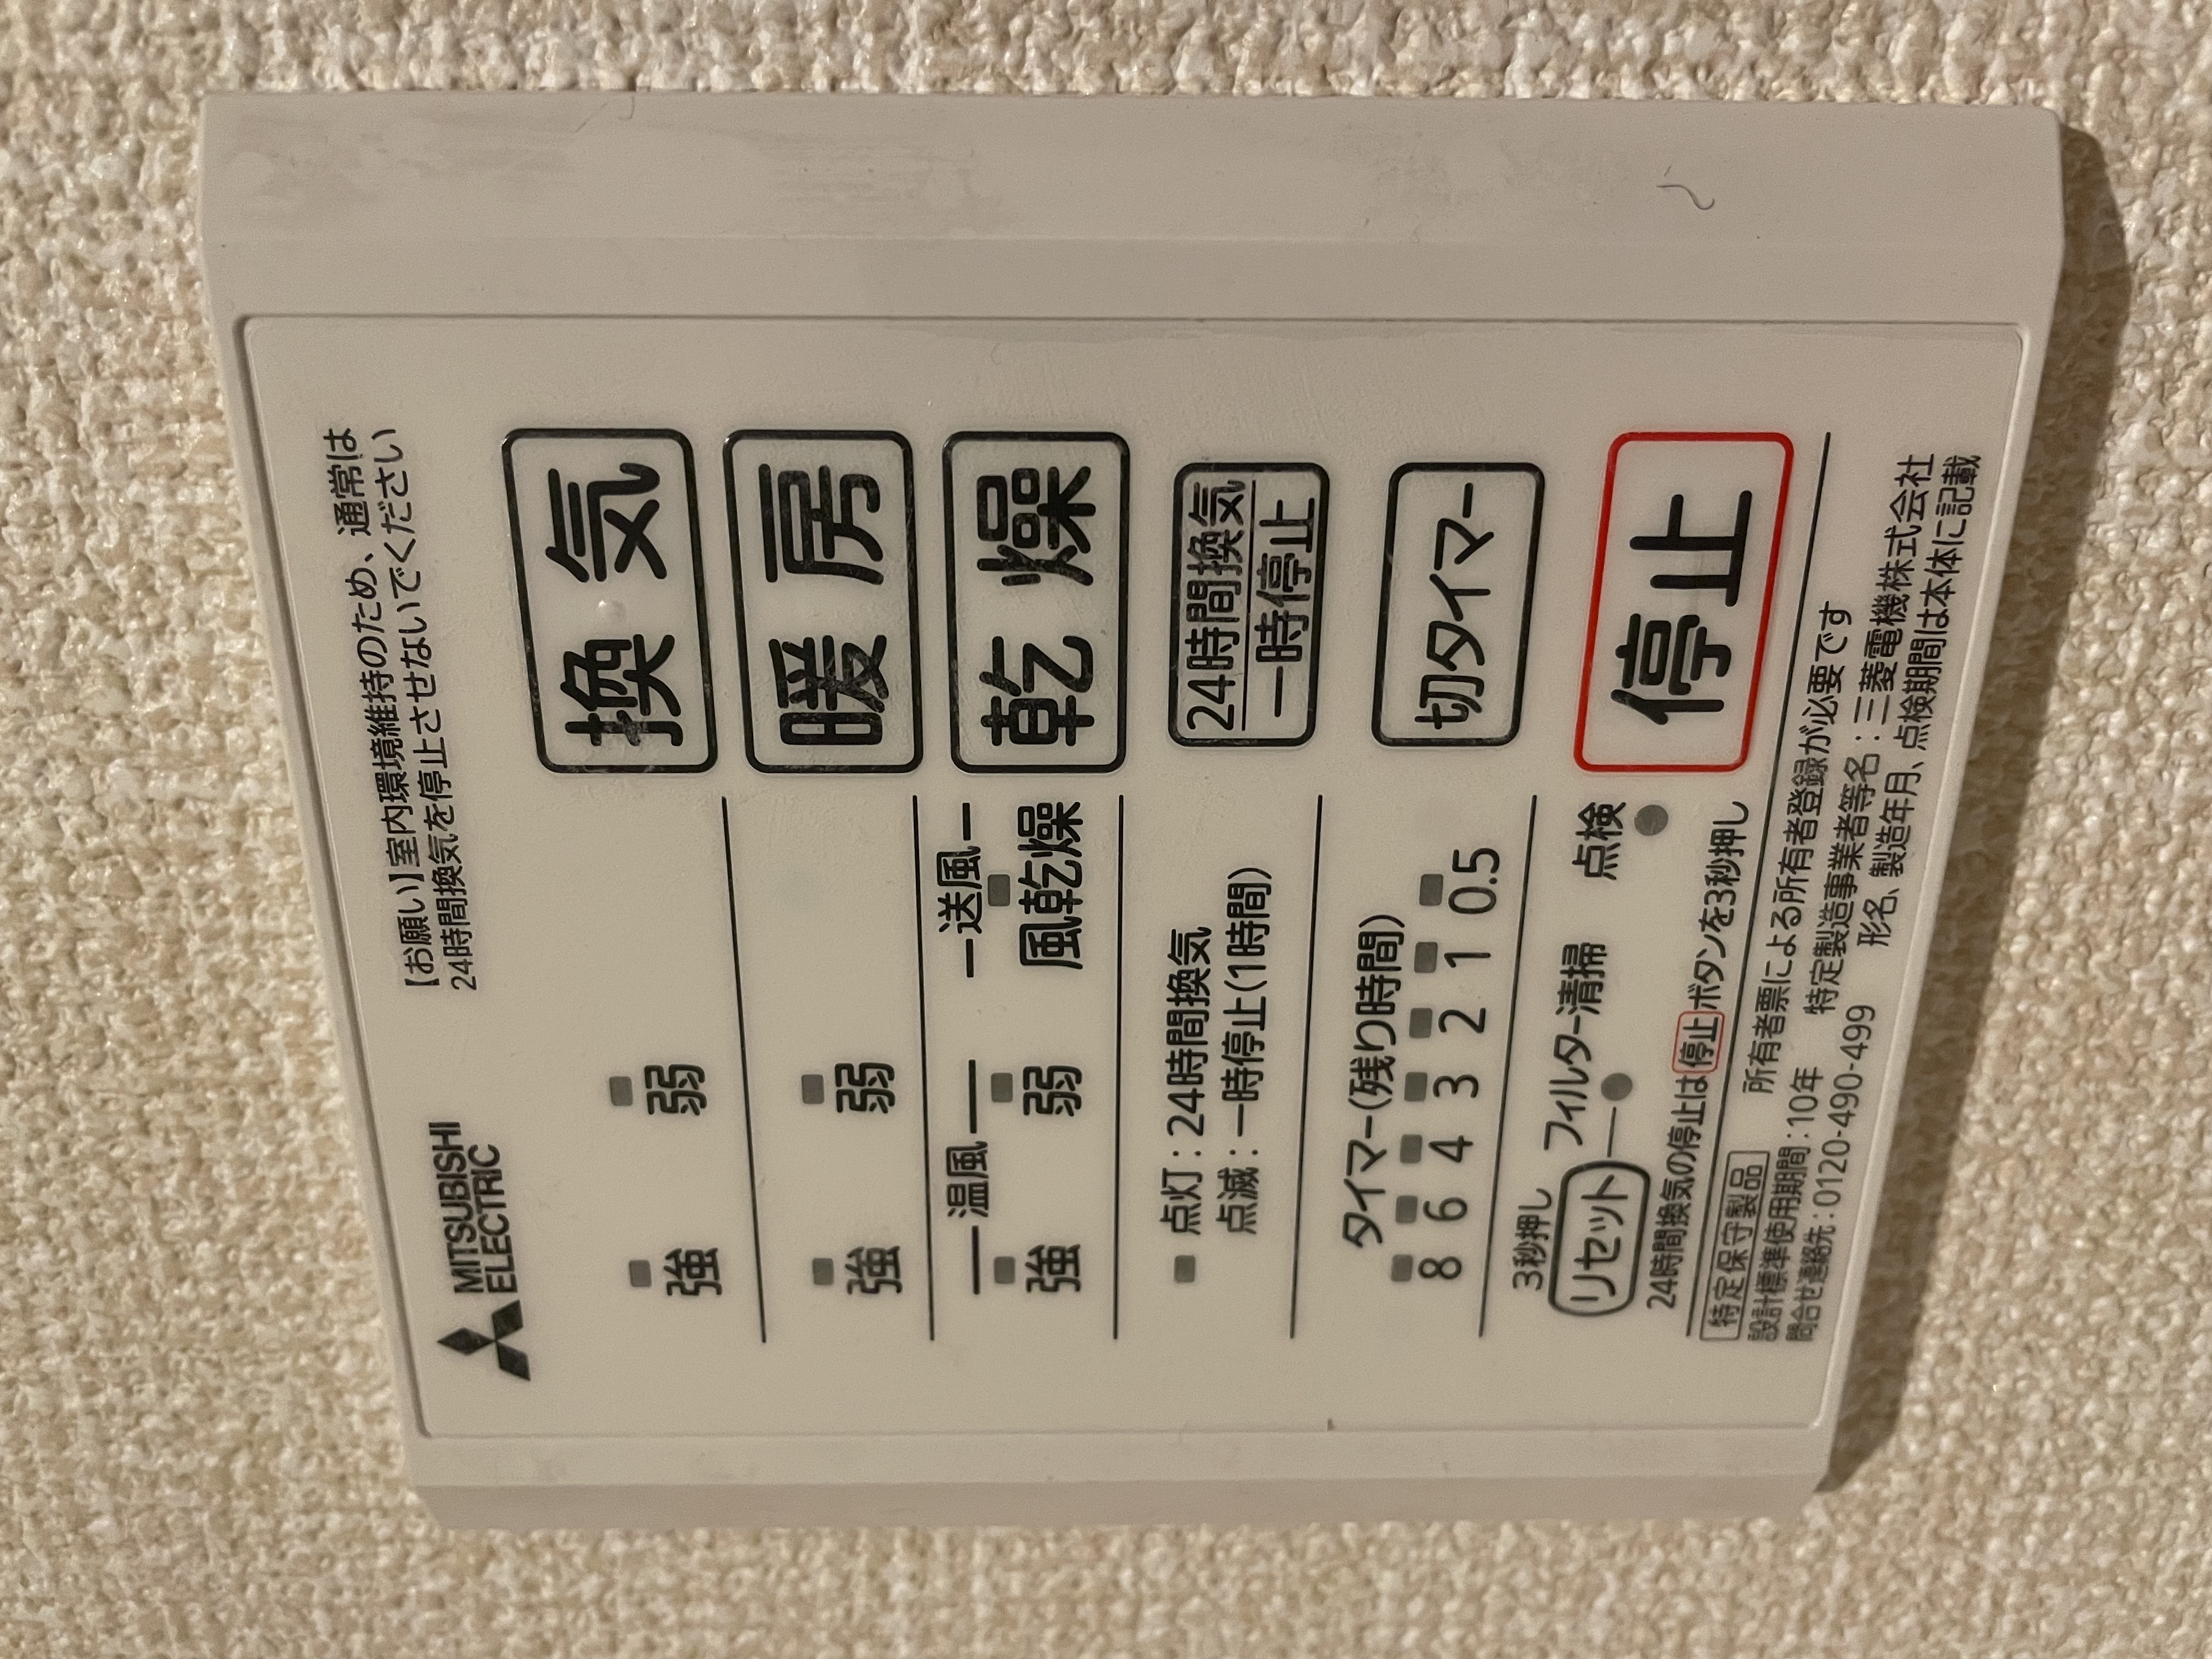 MITSUBISHI
ELECTRIC
【お願い】室内環境維持のため、通常は
24時間換気を停止させないでください
強 弱
換気
強 弱
暖房
温風 送風
強 弱 風乾燥
乾燥
点灯：24時間換気
点滅：一時停止(1時間)
24時間換気
一時停止
タイマー(残り時間)
8 6 4 3 2 1 0.5
切タイマー
3秒押し フィルター清掃 点検
リセット
24時間換気の停止は停止ボタンを3秒押し
停止
特定保守製品 所有者票による所有者登録が必要です
設計標準使用期間：10年 特定製造事業者等名：三菱電機株式会社
問合せ連絡先：0120-490-499 形名、製造年月、点検期間は本体に記載